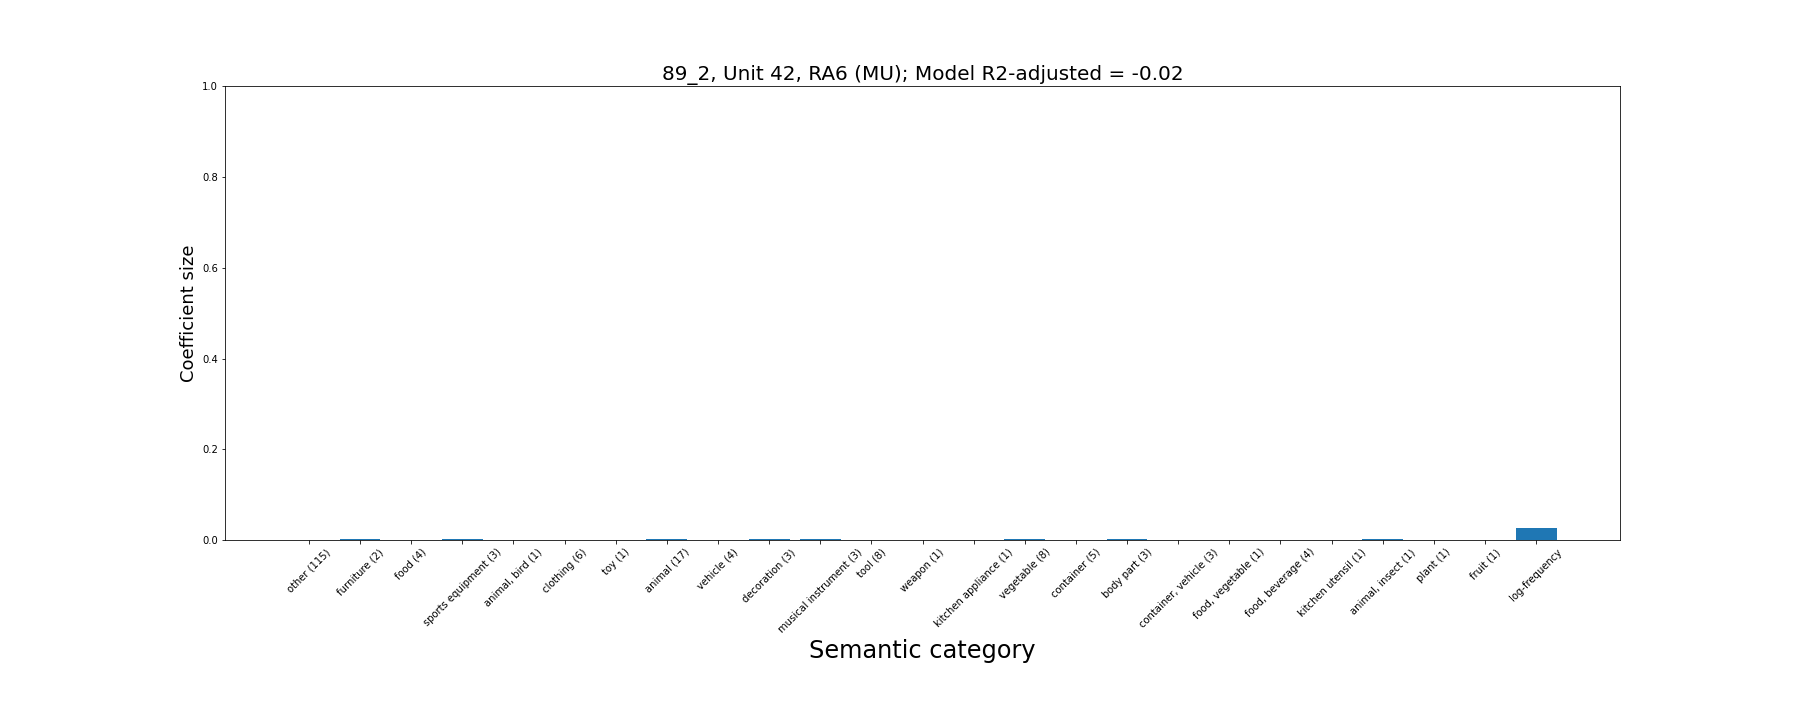 89_2, Unit 42, RA6 (MU); Model R2-adjusted = -0.02
1.0
0.8
0.6
0.4
0.2
0.0
Coefficient size
other (115)
furniture (2)
food (4)
sports equipment (3)
animal, bird (1)
clothing (6)
toy (1)
animal (17)
vehicle (4)
decoration (3)
musical instrument (3)
tool (8)
weapon (1)
kitchen appliance (1)
vegetable (8)
container (5)
body part (3)
container, vehicle (3)
food, vegetable (1)
food, beverage (4)
kitchen utensil (1)
animal, insect (1)
plant (1)
fruit (1)
log-frequency
Semantic category